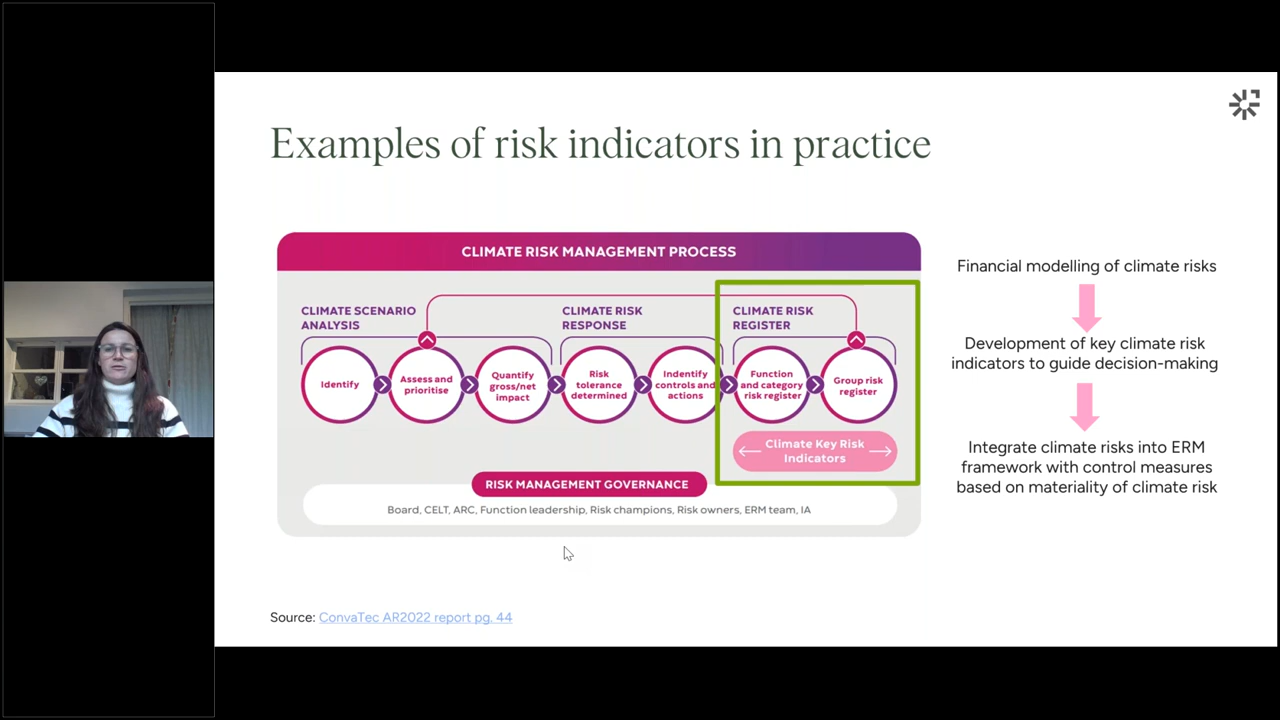 Examples of risk indicators in practice
CLIMATE RISK MANAGEMENT PROCESS
CLIMATE SCENARIO
ANALYSIS
CLIMATE RISK
RESPONSE
CLIMATE RISK
REGISTER
Identify
Assess and
prioritise
Quantify
gross/net
impact
Risk
tolerance
determined
Indentify
controls and
actions
Function
and category
risk register
Group risk
register
Climate Key Risk
Indicators
RISK MANAGEMENT GOVERNANCE
Board, CELT, ARC, Function leadership, Risk champions, Risk owners, ERM team, IA
Financial modelling of climate risks
Development of key climate risk
indicators to guide decision-making
Integrate climate risks into ERM
framework with control measures
based on materiality of climate risk
Source: ConvaTec AR2022 report pg. 44